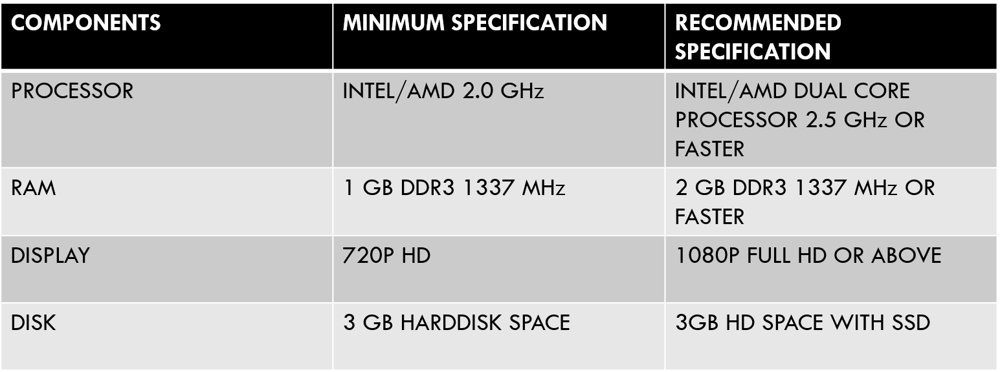 COMPONENTS MINIMUM SPECIFICATION RECOMMENDED
SPECIFICATION
PROCESSOR INTEL/AMD 2.0 GHz INTEL/AMD DUAL CORE
PROCESSOR 2.5 GHz OR
FASTER
RAM 1 GB DDR3 1337 MHz 2 GB DDR3 1337 MHz OR
FASTER
DISPLAY 720P HD 1080P FULL HD OR ABOVE
DISK 3 GB HARDDISK SPACE 3GB HD SPACE WITH SSD